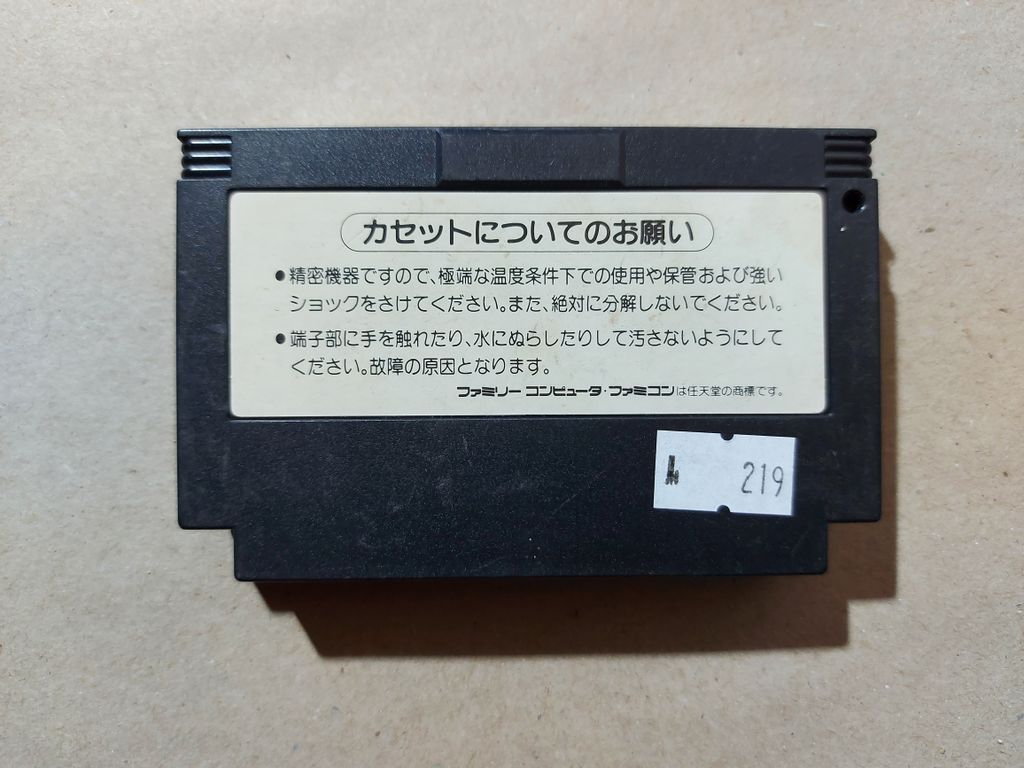 カセットについてのお願い
●精密機器ですので、極端な温度条件下での使用や保管および強い
ショックをさけてください。また、絶対に分解しないでください。
●端子部に手を触れたり、水にぬらしたりして汚さないようにして
ください。故障の原因となります。
ファミリー コンピュータ・ファミコンは任天堂の商標です。
219